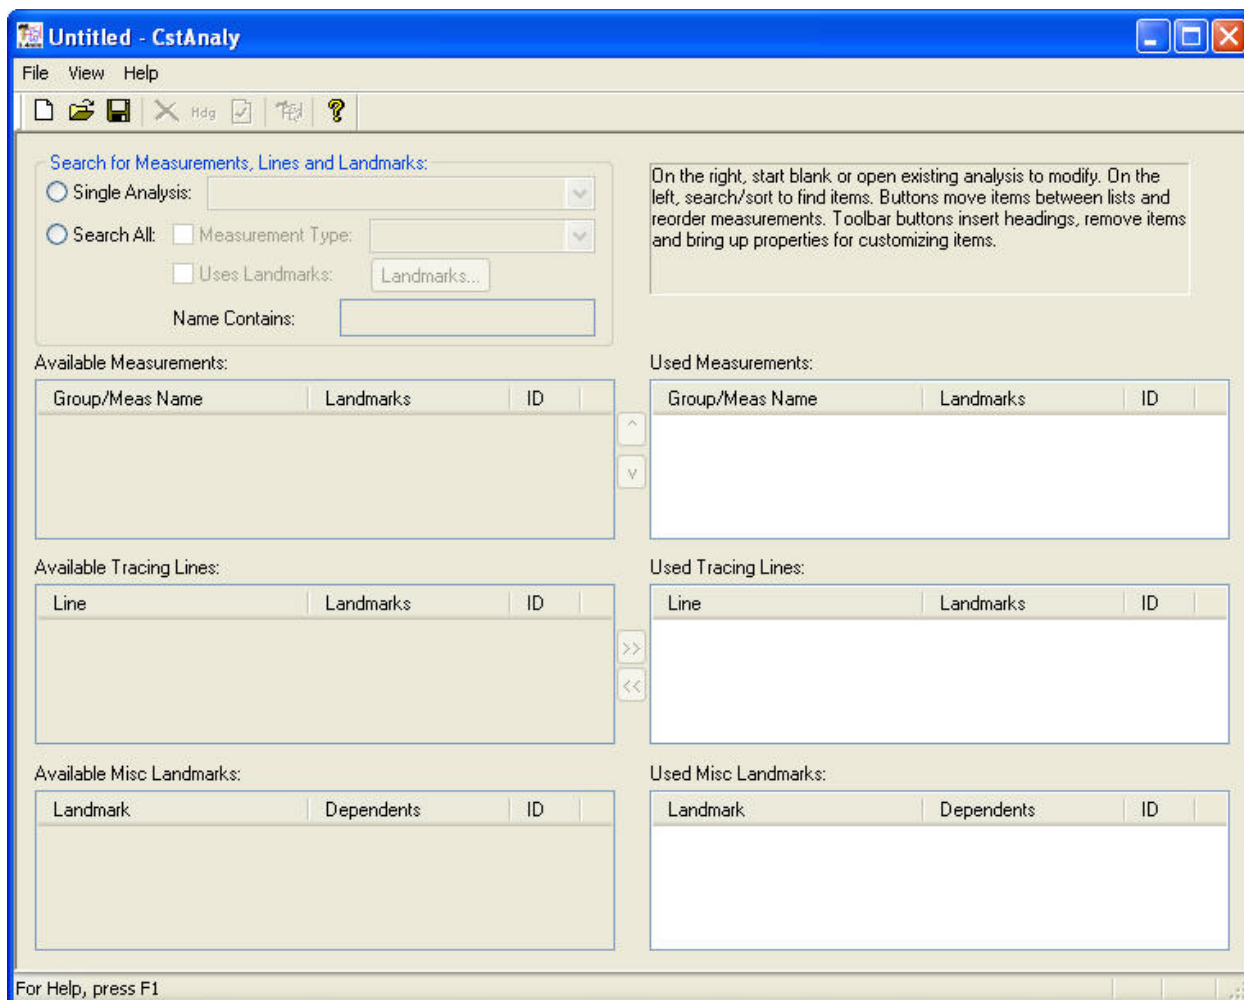 Untitled - CstAnaly
File View Help
Hdg
Search for Measurements, Lines and Landmarks:
Single Analysis:
Search All: Measurement Type:
Uses Landmarks: Landmarks...
Name Contains:
On the right, start blank or open existing analysis to modify. On the
left, search/sort to find items. Buttons move items between lists and
reorder measurements. Toolbar buttons insert headings, remove items
and bring up properties for customizing items.
Available Measurements:
Group/Meas Name Landmarks ID
^
v
Used Measurements:
Group/Meas Name Landmarks ID
Available Tracing Lines:
Line Landmarks ID
>>
<<
Used Tracing Lines:
Line Landmarks ID
Available Misc Landmarks:
Landmark Dependents ID
Used Misc Landmarks:
Landmark Dependents ID
For Help, press F1